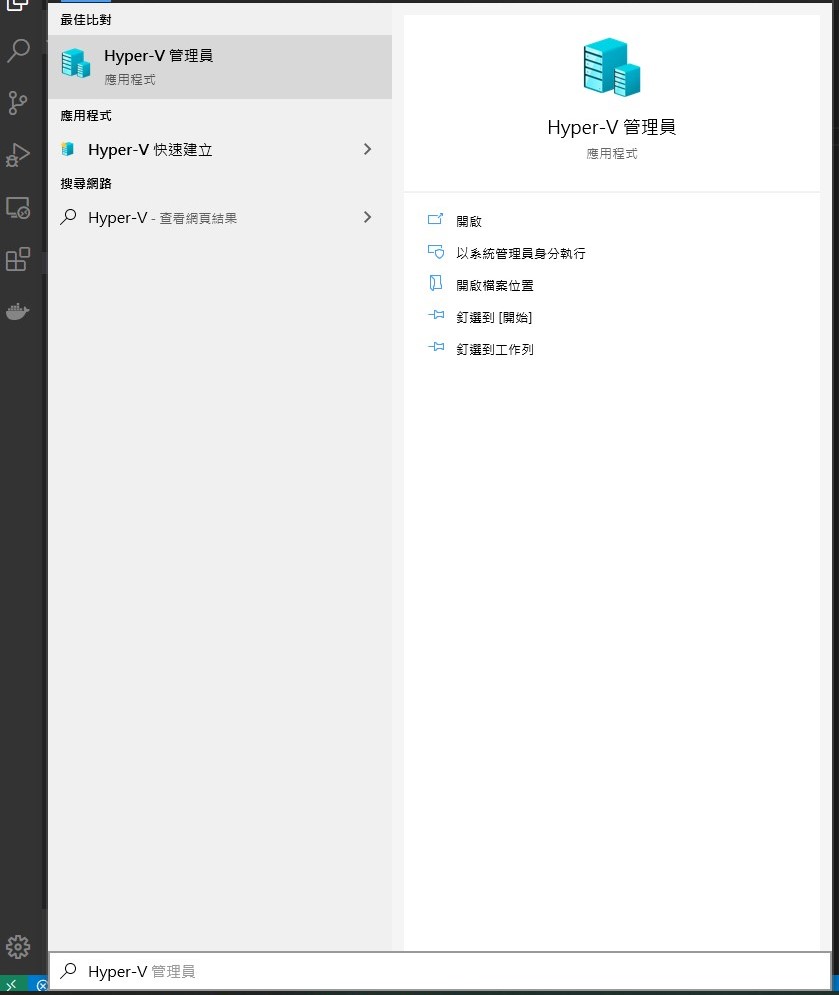 最佳比對
Hyper-V 管理員
應用程式
應用程式
Hyper-V 快速建立
搜尋網路
Hyper-V - 查看網頁結果
Hyper-V 管理員
應用程式
開啟
以系統管理員身分執行
開啟檔案位置
釘選到 [開始]
釘選到工作列
Hyper-V 管理員